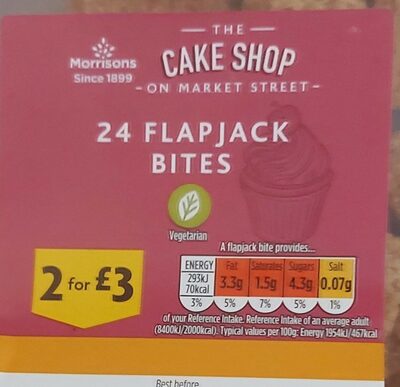 Morrisons
Since 1899
THE
CAKE SHOP
ON MARKET STREET
24 FLAPJACK
BITES
Vegetarian
2 for £3
A flapjack bite provides...
ENERGY Fat Saturates Sugars Salt
293kJ
70kcal 3.3g 1.5g 4.3g 0.07g
3% 5% 7% 5% 1%
of your Reference Intake. Reference Intake of an average adult
(8400kJ/2000kcal). Typical values per 100g: Energy 1954kJ/467kcal
Best before